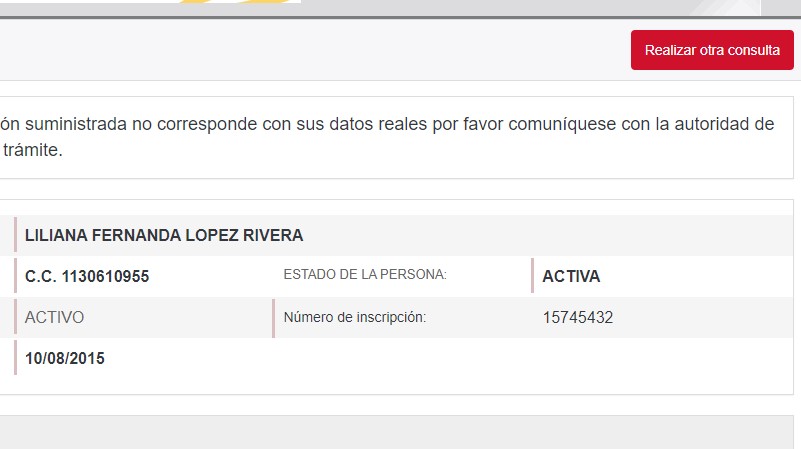 Realizar otra consulta
ón suministrada no corresponde con sus datos reales por favor comuníquese con la autoridad de
trámite.
LILIANA FERNANDA LOPEZ RIVERA
C.C. 1130610955 ESTADO DE LA PERSONA: ACTIVA
ACTIVO Número de inscripción: 15745432
10/08/2015